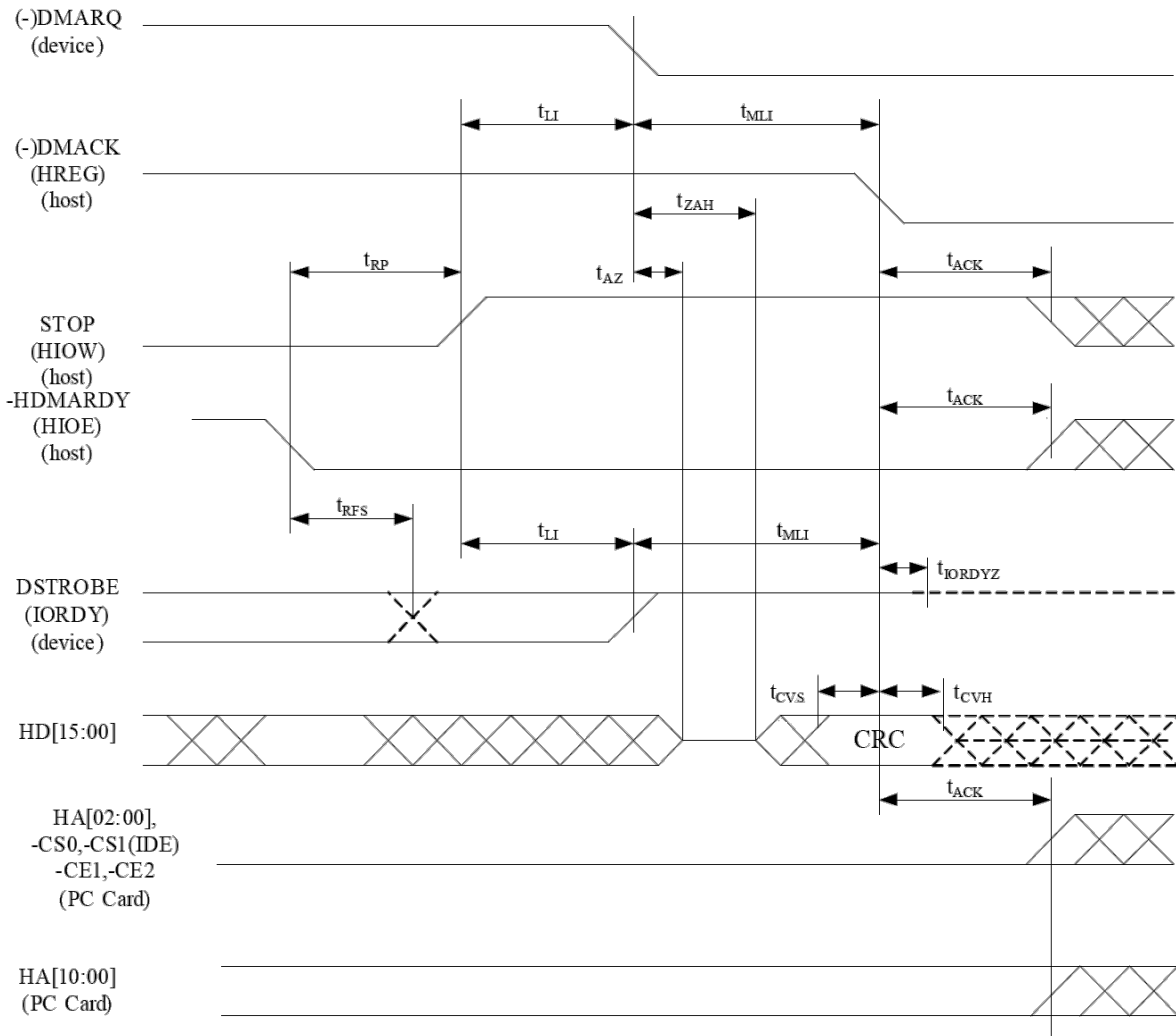 (-)DMARQ
(device)
tLI
tMLI
(-)DMACK
(HREG)
(host)
tZAH
tRP
tAZ
tACK
STOP
(HIOW)
(host)
-HDMARDY
(HIOE)
(host)
tACK
tRFS
tLI
tMLI
tIORDYZ
DSTROBE
(IORDY)
(device)
tCVS
tCVH
HD[15:00]
CRC
tACK
HA[02:00],
-CS0,-CS1(IDE)
-CE1,-CE2
(PC Card)
HA[10:00]
(PC Card)